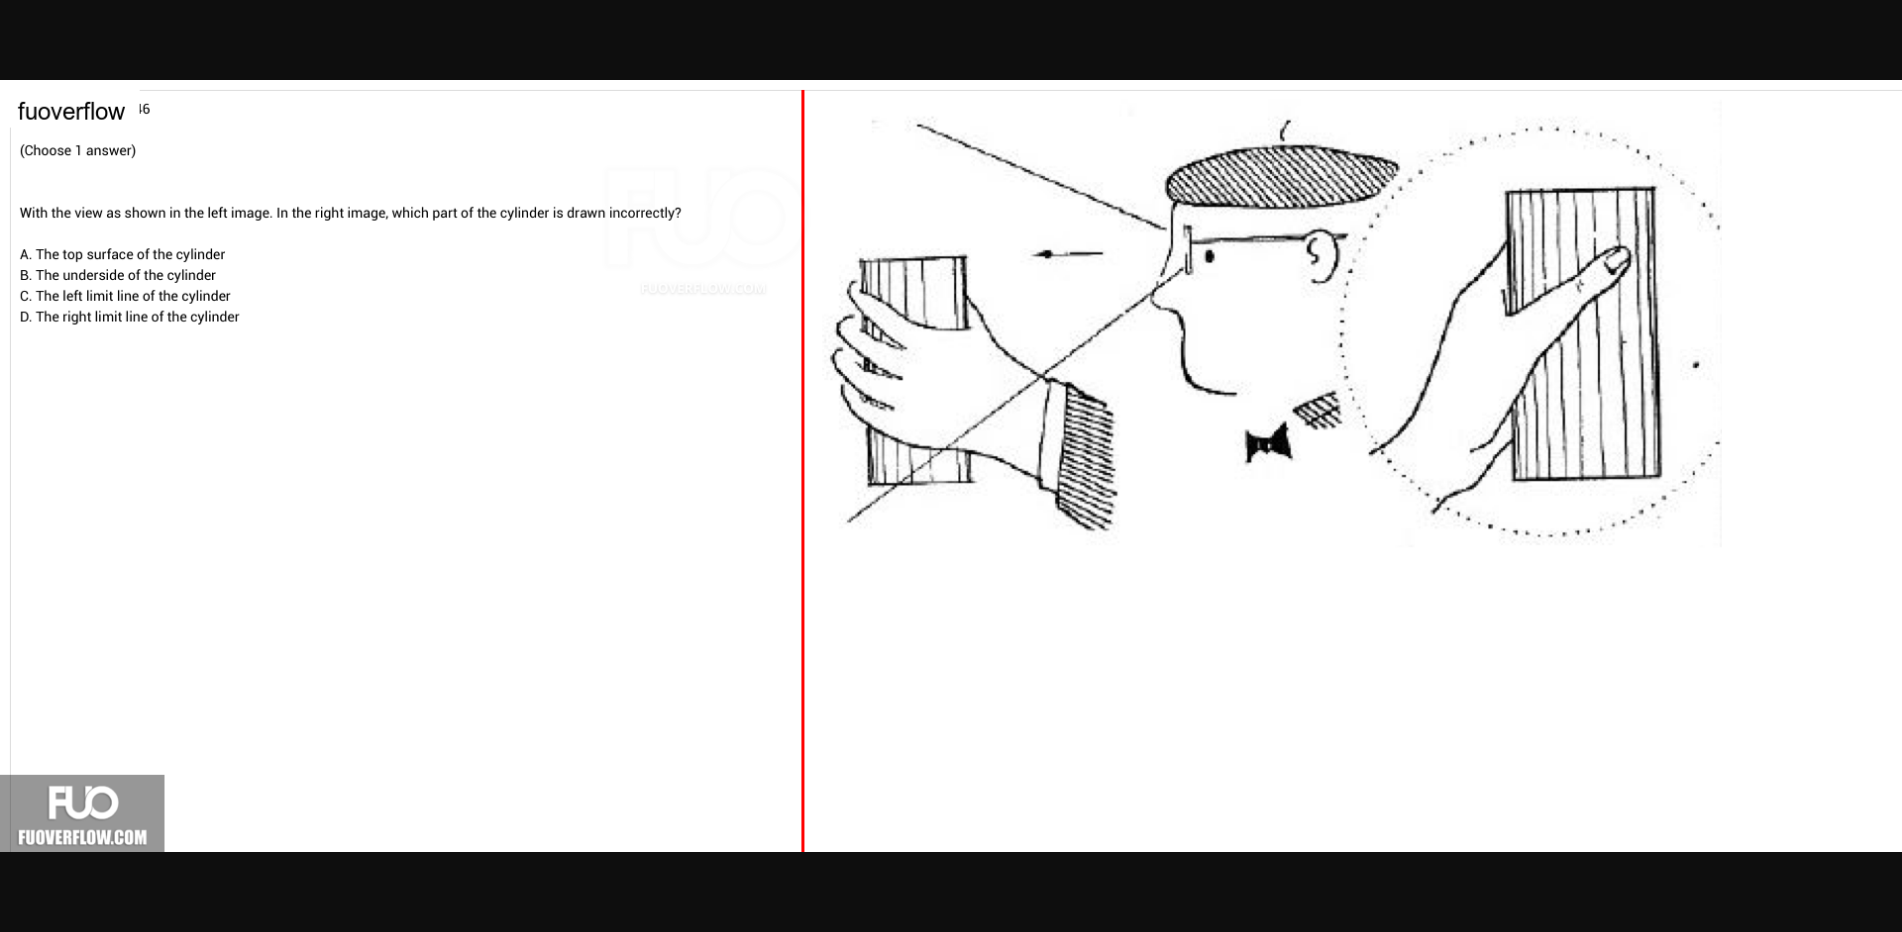 fuoverflow 46
(Choose 1 answer)
With the view as shown in the left image. In the right image, which part of the cylinder is drawn incorrectly?
A. The top surface of the cylinder
B. The underside of the cylinder
C. The left limit line of the cylinder
D. The right limit line of the cylinder
FUO
FUOVERFLOW.COM
FUO
FUOVERFLOW.COM